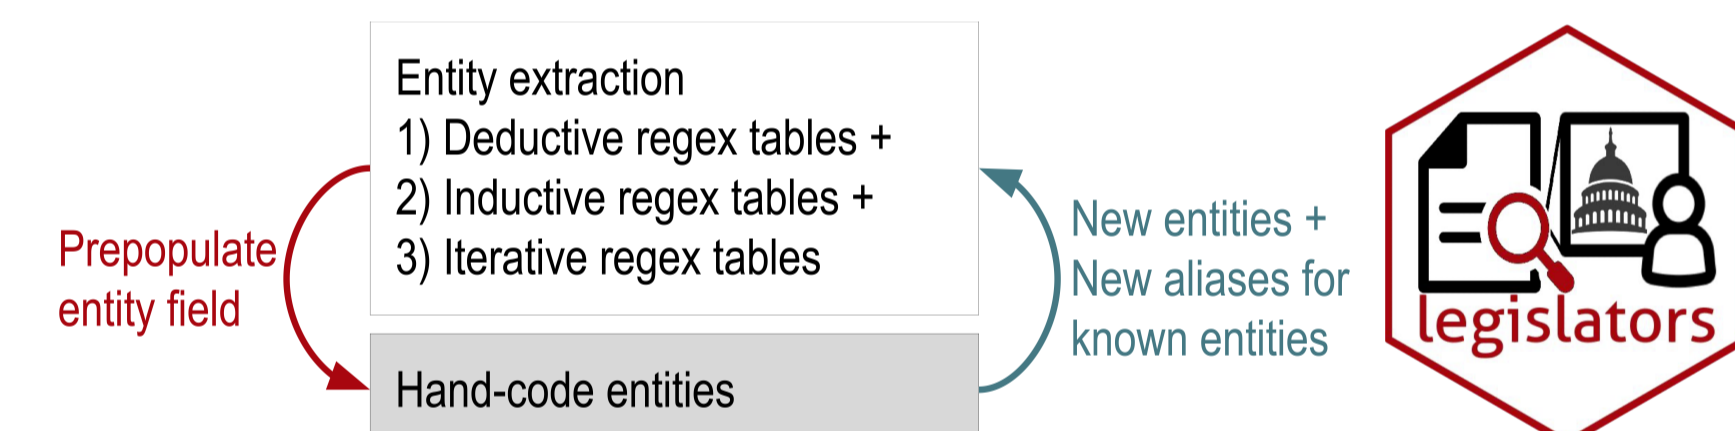 Entity extraction
1) Deductive regex tables +
2) Inductive regex tables +
3) Iterative regex tables
Prepopulate
entity field
New entities +
New aliases for
known entities
Hand-code entities
legislators